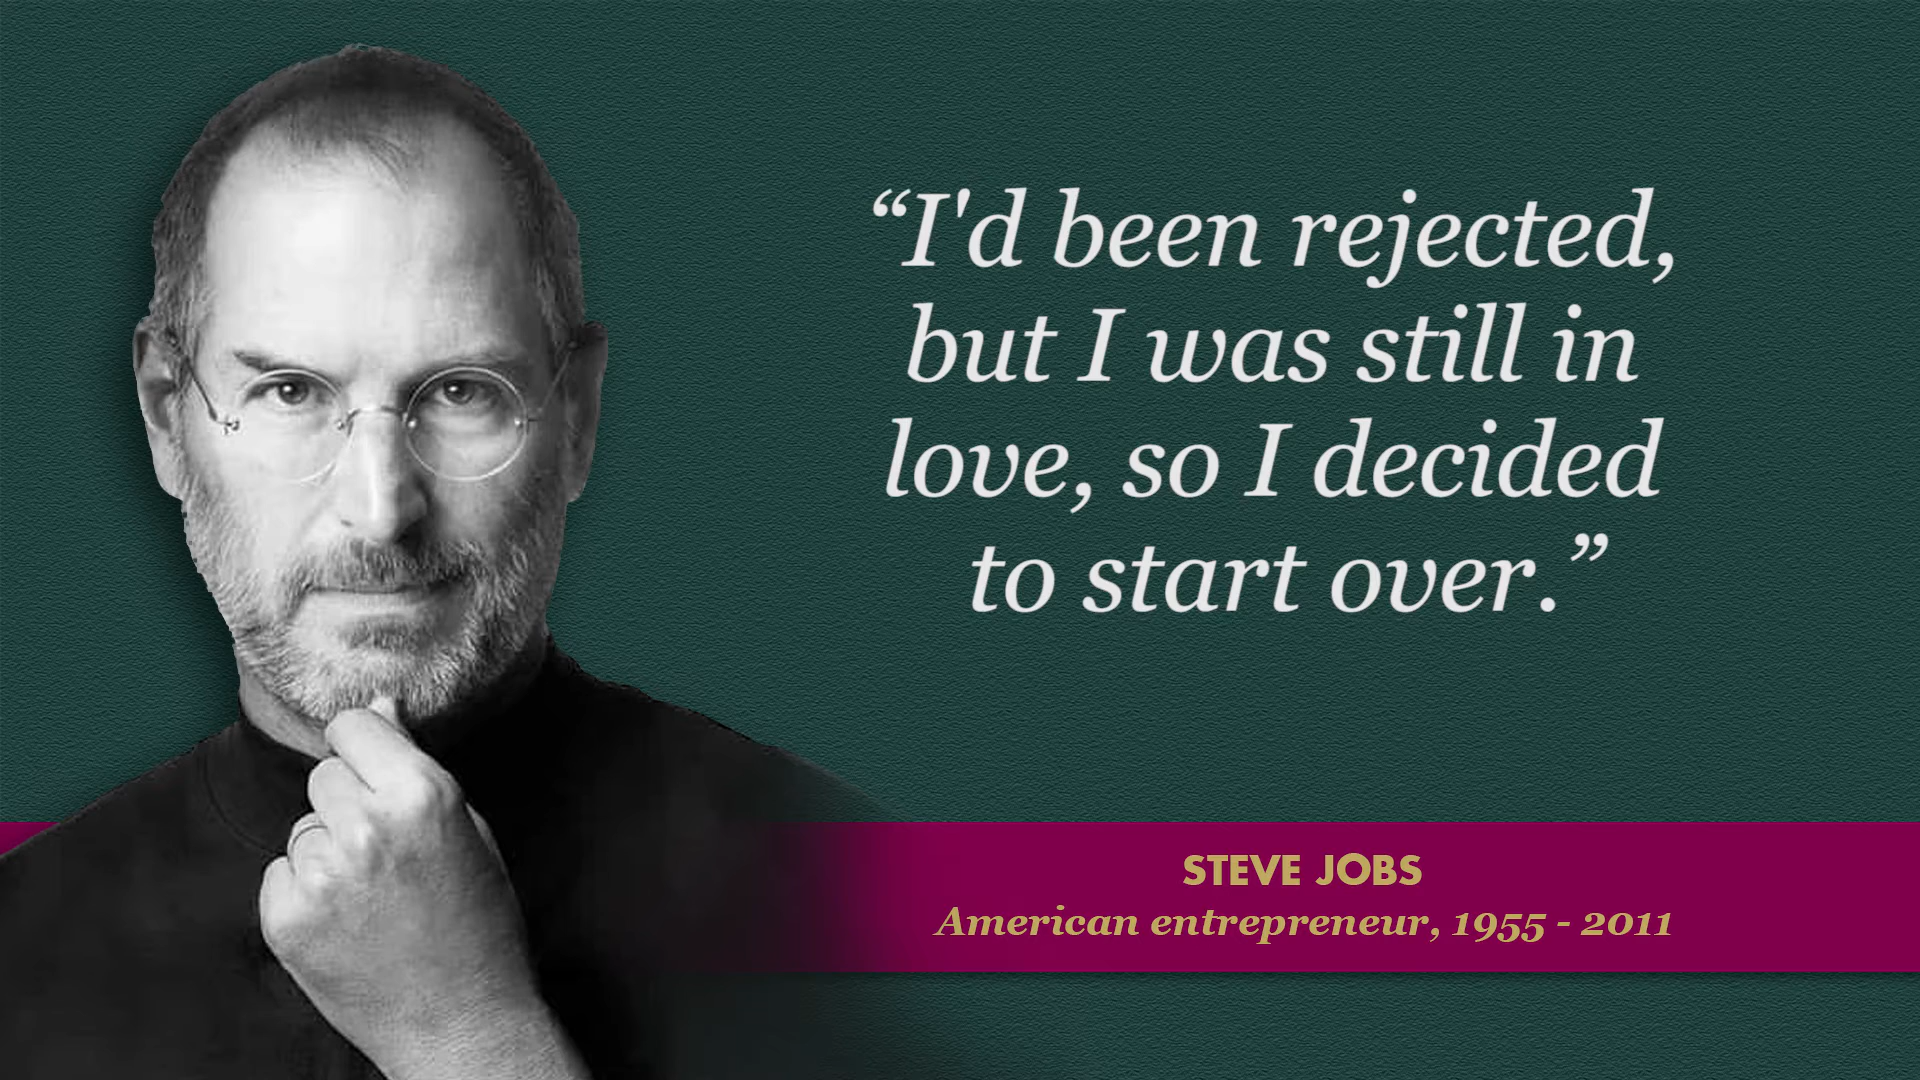 “I'd been rejected,
but I was still in
love, so I decided
to start over.”
STEVE JOBS
American entrepreneur, 1955 - 2011